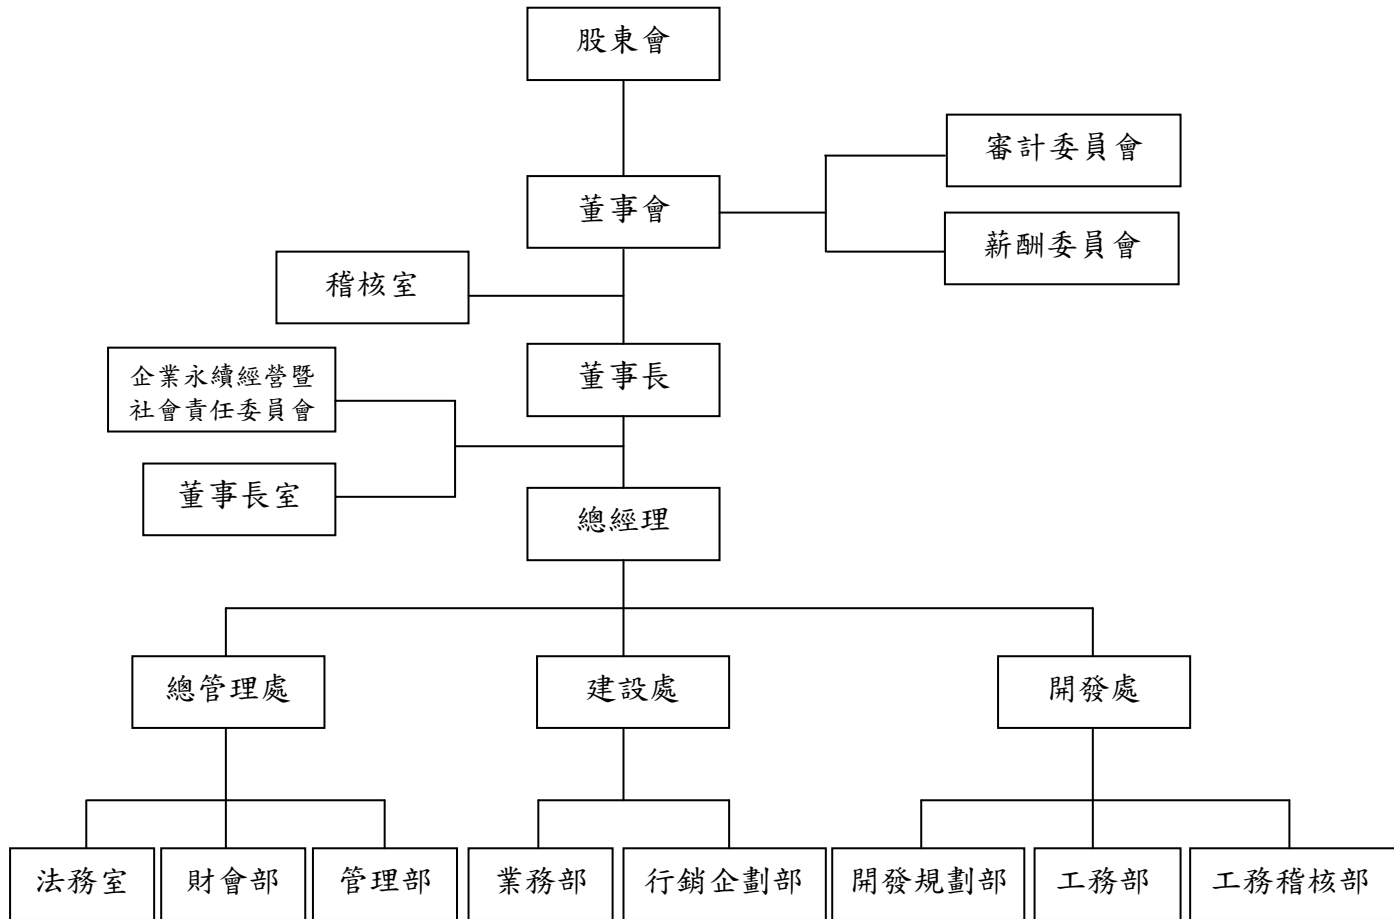 股東會
審計委員會
董事會
薪酬委員會
稽核室
董事長
企業永續經營暨
社會責任委員會
董事長室
總經理
總管理處
建設處
開發處
法務室
財會部
管理部
業務部
行銷企劃部
開發規劃部
工務部
工務稽核部